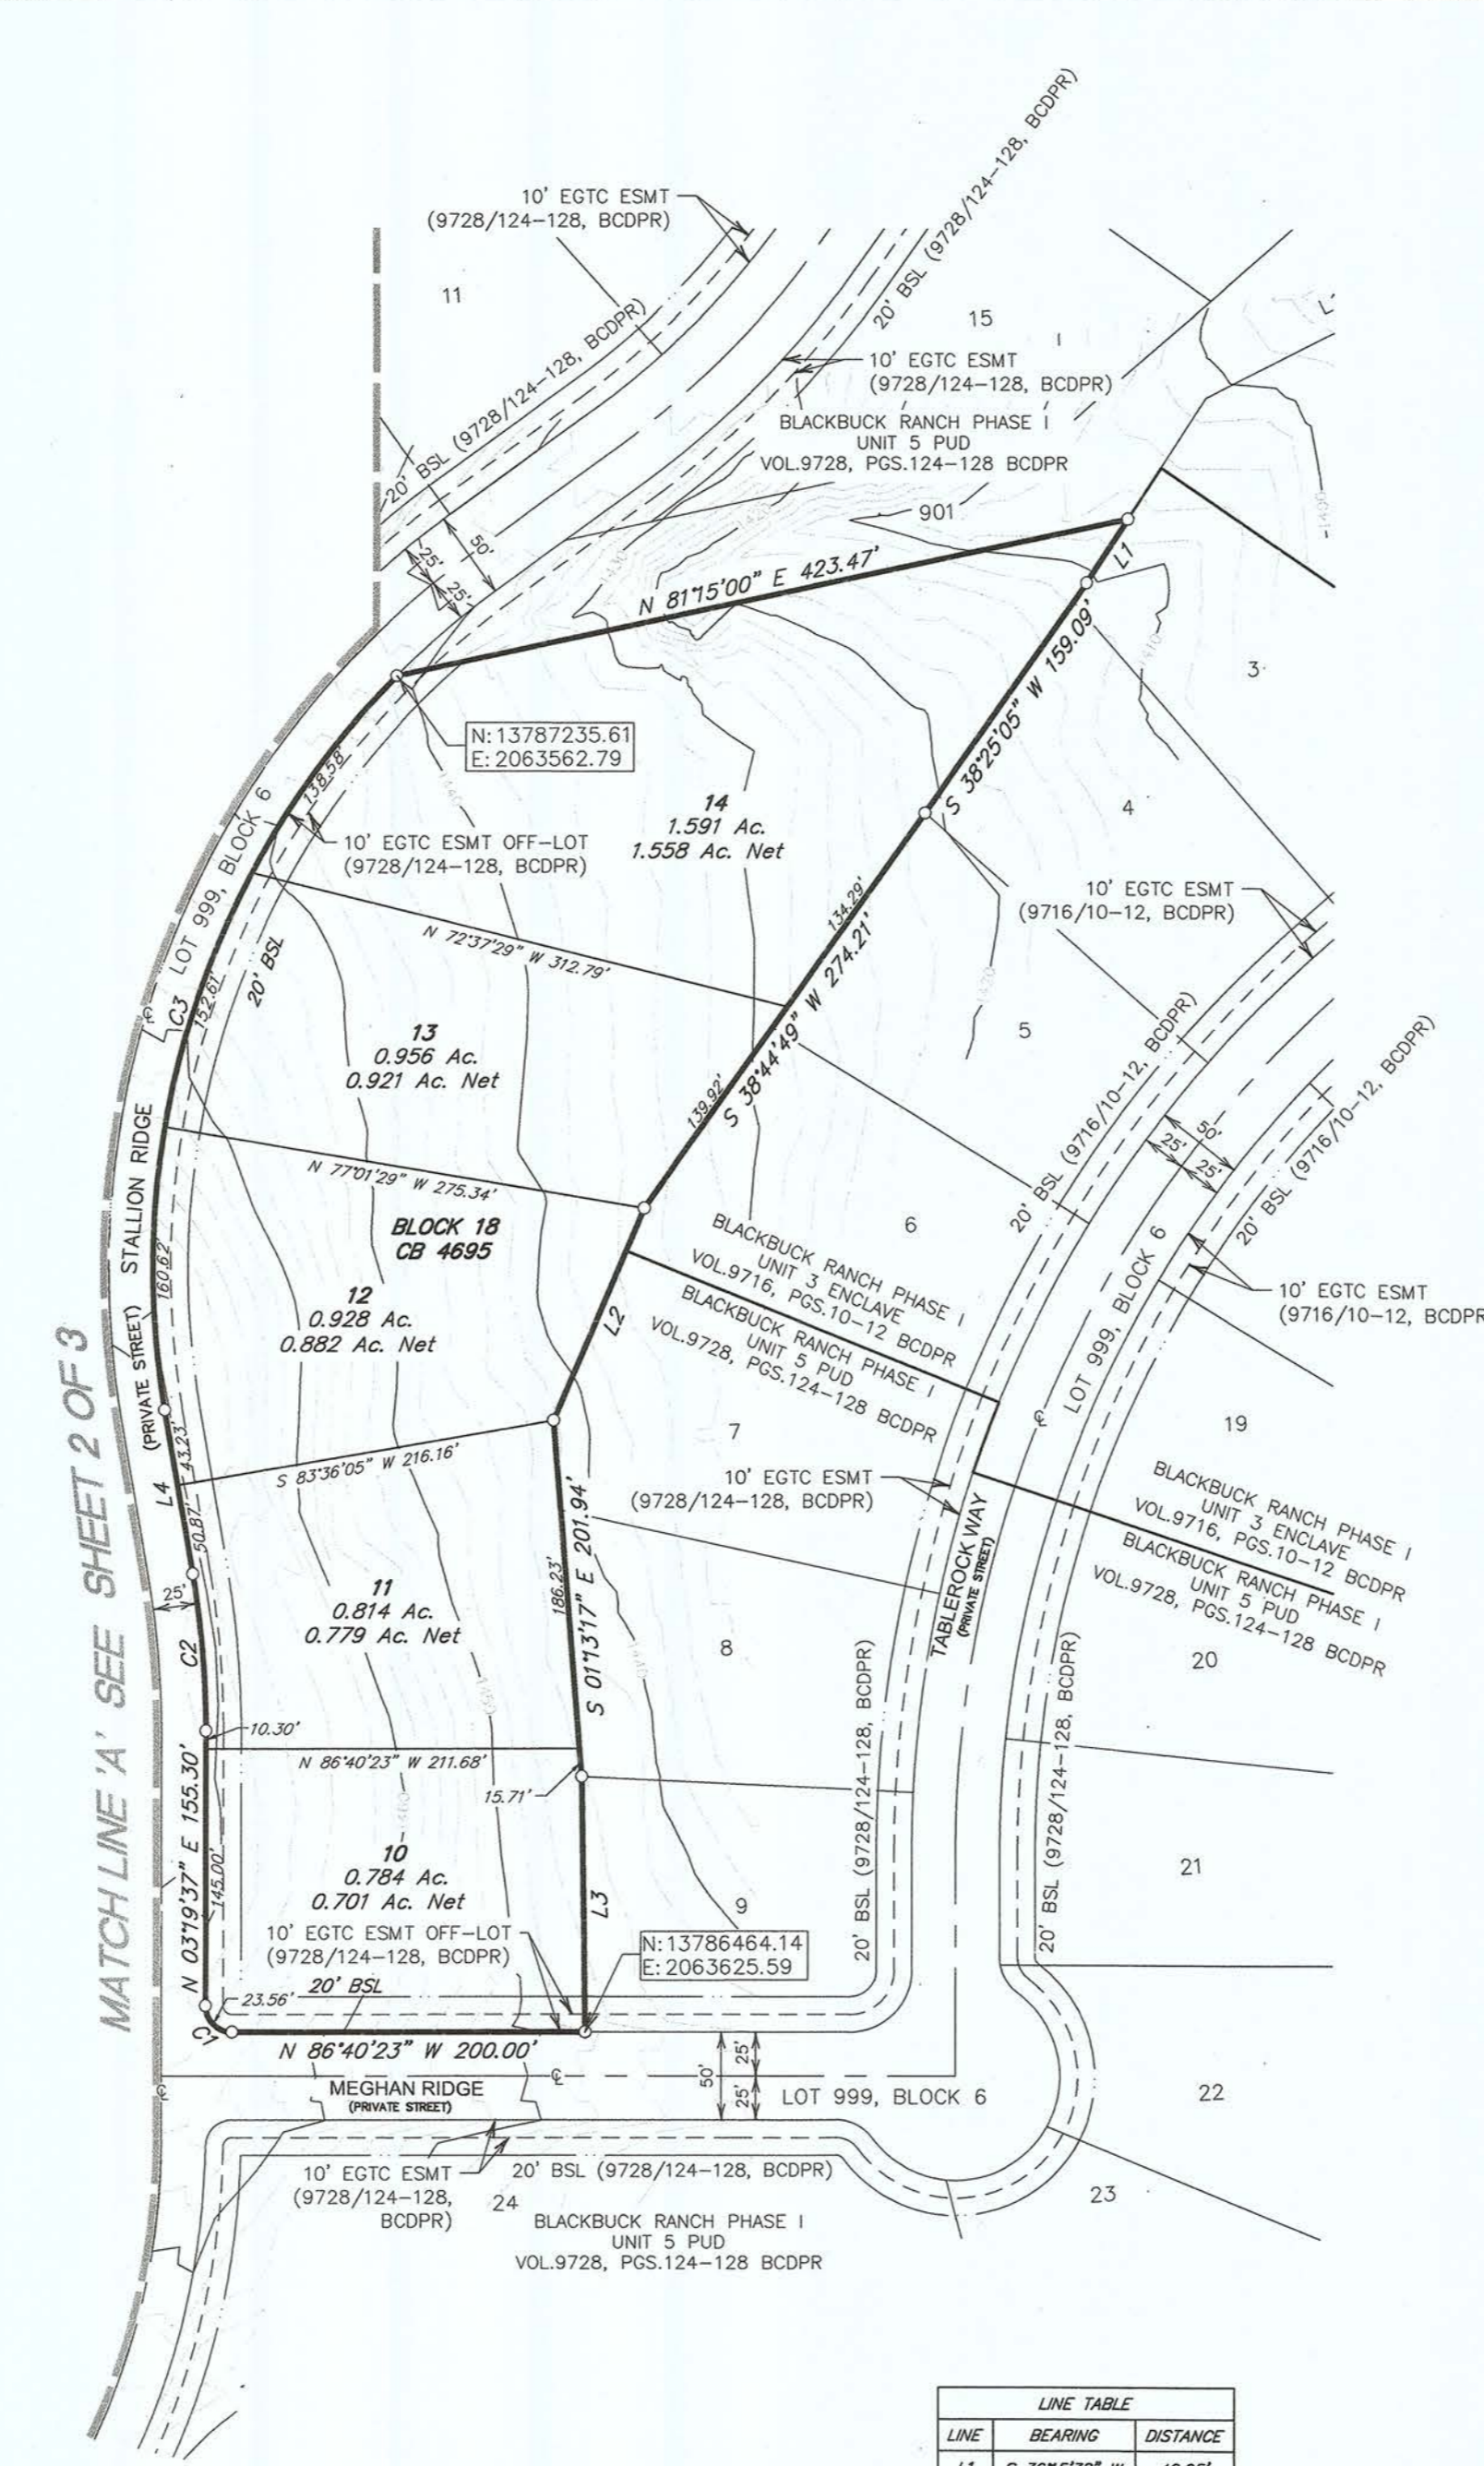 20' BSL (9728/124-128, BCDPR)
10' EGTC ESMT
(9728/124-128, BCDPR)
11
20' BSL (9728/124-128, BCDPR)
15
10' EGTC ESMT
(9728/124-128, BCDPR)
BLACKBUCK RANCH PHASE I
UNIT 5 PUD
VOL.9728, PGS.124-128 BCDPR
901
50'
25'
25'
N 81°15'00" E 423.47'
L1
3
N: 13787235.61
E: 2063562.79
S 38°25'05" W 159.09'
138.58'
LOT 999, BLOCK 6
10' EGTC ESMT OFF-LOT
(9728/124-128, BCDPR)
14
1.591 Ac.
1.558 Ac. Net
4
10' EGTC ESMT
(9716/10-12, BCDPR)
134.29'
S 38°44'49" W 274.21'
139.92'
N 72°37'29" W 312.79'
20' BSL
C3
152.61'
1420
5
13
0.956 Ac.
0.921 Ac. Net
20' BSL (9716/10-12, BCDPR)
50'
25'
25'
20' BSL (9716/10-12, BCDPR)
STALLION RIDGE
(PRIVATE STREET)
N 77°01'29" W 275.34'
BLOCK 18
CB 4695
6
BLACKBUCK RANCH PHASE I
UNIT 3 ENCLAVE
VOL.9716, PGS.10-12 BCDPR
BLACKBUCK RANCH PHASE I
UNIT 5 PUD
VOL.9728, PGS.124-128 BCDPR
LOT 999, BLOCK 6
10' EGTC ESMT
(9716/10-12, BCDPR
160.62'
12
0.928 Ac.
0.882 Ac. Net
L2
7
19
43.23'
L4
S 83°36'05" W 216.16'
10' EGTC ESMT
(9728/124-128, BCDPR)
BLACKBUCK RANCH PHASE I
UNIT 3 ENCLAVE
VOL.9716, PGS.10-12 BCDPR
BLACKBUCK RANCH PHASE I
UNIT 5 PUD
VOL.9728, PGS.124-128 BCDPR
TABLEROCK WAY
(PRIVATE STREET)
MATCH LINE 'A' SEE SHEET 2 OF 3
50.87'
25'
C2
11
0.814 Ac.
0.779 Ac. Net
186.23'
S 01°13'17" E 201.94'
8
20
10.30'
N 86°40'23" W 211.68'
15.71'
20' BSL (9728/124-128, BCDPR)
20' BSL (9728/124-128, BCDPR)
N 03°19'37" E 155.30'
145.00'
10
0.784 Ac.
0.701 Ac. Net
L3
9
21
10' EGTC ESMT OFF-LOT
(9728/124-128, BCDPR)
N: 13786464.14
E: 2063625.59
23.56'
20' BSL
C1
N 86°40'23" W 200.00'
MEGHAN RIDGE
(PRIVATE STREET)
50'
25'
25'
LOT 999, BLOCK 6
22
10' EGTC ESMT
(9728/124-128,
BCDPR)
20' BSL (9728/124-128, BCDPR)
24
23
BLACKBUCK RANCH PHASE I
UNIT 5 PUD
VOL.9728, PGS.124-128 BCDPR
LINE TABLE
LINE BEARING DISTANCE